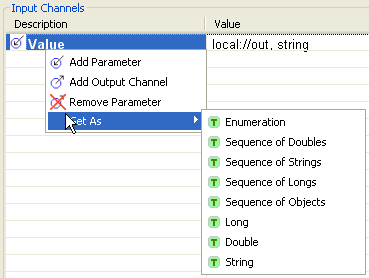 Input Channels
Description Value
Value local://out, string
Add Parameter
Add Output Channel
Remove Parameter
Set As
Enumeration
Sequence of Doubles
Sequence of Strings
Sequence of Longs
Sequence of Objects
Long
Double
String